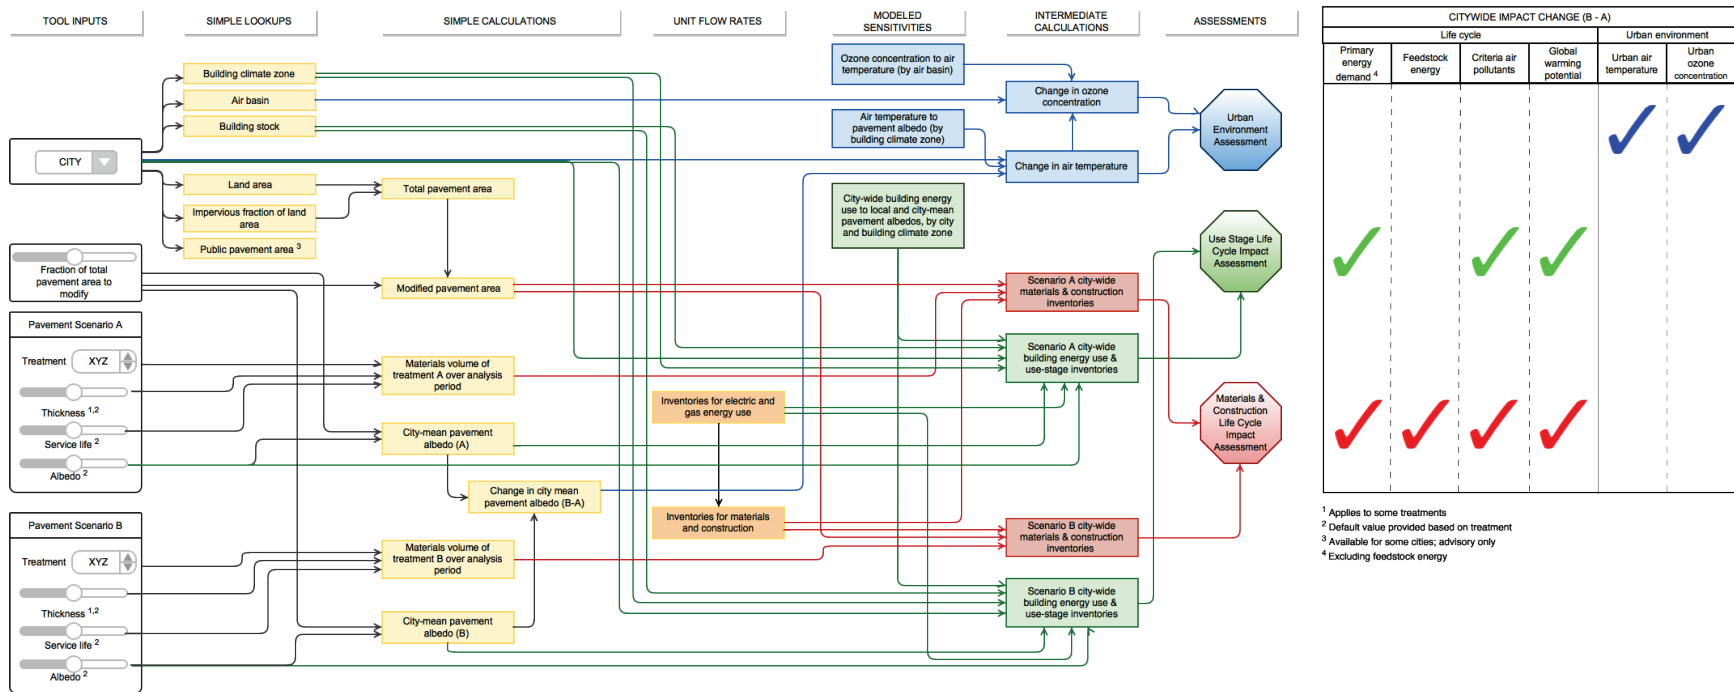 TOOL INPUTS
SIMPLE LOOKUPS
SIMPLE CALCULATIONS
UNIT FLOW RATES
MODELED
SENSITIVITIES
INTERMEDIATE
CALCULATIONS
ASSESSMENTS
CITY
Fraction of total
pavement area to
modify
Pavement Scenario A
Treatment
XYZ
Thickness 1,2
Service life 2
Albedo 2
Pavement Scenario B
Treatment
XYZ
Thickness 1,2
Service life 2
Albedo 2
Building climate zone
Air basin
Building stock
Land area
Impervious fraction of land
area
Public pavement area 3
Total pavement area
Modified pavement area
Materials volume of
treatment A over analysis
period
City-mean pavement
albedo (A)
Change in city mean
pavement albedo (B-A)
Materials volume of
treatment B over analysis
period
City-mean pavement
albedo (B)
Inventories for electric and
gas energy use
Inventories for materials
and construction
Ozone concentration to air
temperature (by air basin)
Air temperature to
pavement albedo (by
building climate zone)
City-wide building energy
use to local and city-mean
pavement albedos, by city
and building climate zone
Change in ozone
concentration
Change in air temperature
Scenario A city-wide
materials & construction
inventories
Scenario A city-wide
building energy use &
use-stage inventories
Scenario B city-wide
materials & construction
inventories
Scenario B city-wide
building energy use &
use-stage inventories
Urban
Environment
Assessment
Use Stage Life
Cycle Impact
Assessment
Materials &
Construction
Life Cycle
Impact
Assessment
CITYWIDE IMPACT CHANGE (B - A)
Life cycle
Urban environment
Primary
energy
demand 4
Feedstock
energy
Criteria air
pollutants
Global
warming
potential
Urban air
temperature
Urban
ozone
concentration
1 Applies to some treatments
2 Default value provided based on treatment
3 Available for some cities; advisory only
4 Excluding feedstock energy